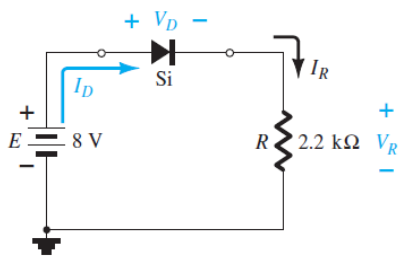 + V_D −
I_D
Si
I_R
+
E
8 V
−
R
2.2 kΩ
+
V_R
−